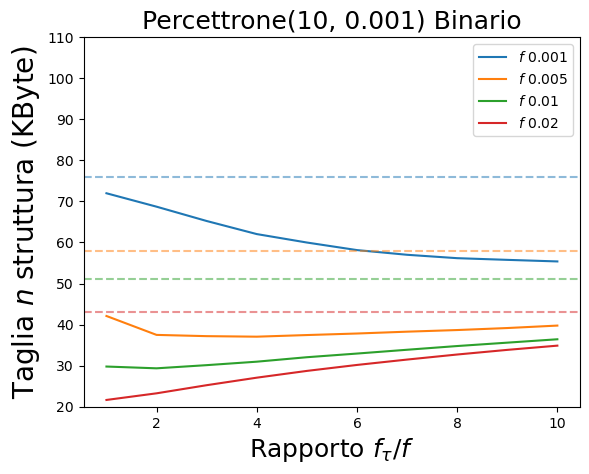 Percettrone(10, 0.001) Binario
Taglia n struttura (KByte)
110
100
90
80
70
60
50
40
30
20
f 0.001
f 0.005
f 0.01
f 0.02
2 4 6 8 10
Rapporto f_τ/f